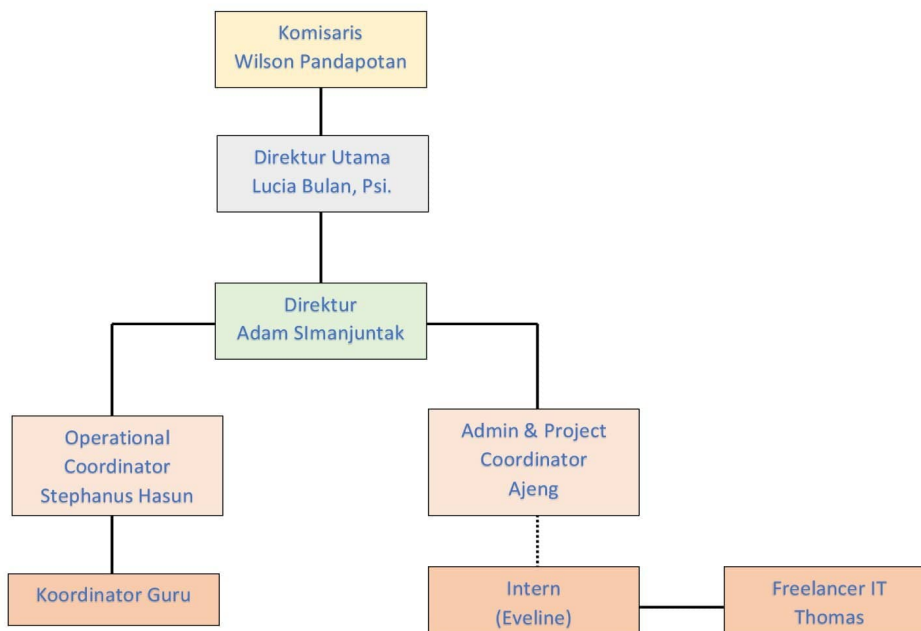 Komisaris
Wilson Pandapotan
Direktur Utama
Lucia Bulan, Psi.
Direktur
Adam SImanjuntak
Operational
Coordinator
Stephanus Hasun
Admin & Project
Coordinator
Ajeng
Koordinator Guru
Intern
(Eveline)
Freelancer IT
Thomas